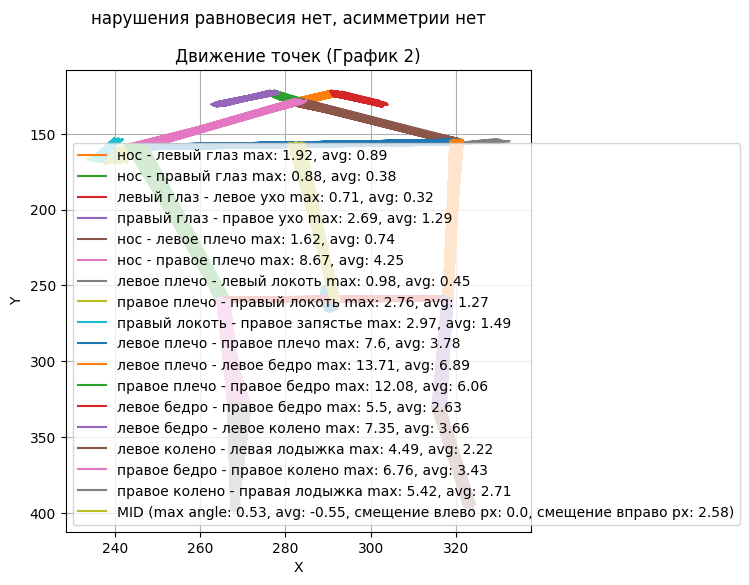 нарушения равновесия нет, асимметрии нет
Движение точек (График 2)
150
200
250
300
350
400
Y
нос - левый глаз max: 1.92, avg: 0.89
нос - правый глаз max: 0.88, avg: 0.38
левый глаз - левое ухо max: 0.71, avg: 0.32
правый глаз - правое ухо max: 2.69, avg: 1.29
нос - левое плечо max: 1.62, avg: 0.74
нос - правое плечо max: 8.67, avg: 4.25
левое плечо - левый локоть max: 0.98, avg: 0.45
правое плечо - правый локоть max: 2.76, avg: 1.27
правый локоть - правое запястье max: 2.97, avg: 1.49
левое плечо - правое плечо max: 7.6, avg: 3.78
левое плечо - левое бедро max: 13.71, avg: 6.89
правое плечо - правое бедро max: 12.08, avg: 6.06
левое бедро - правое бедро max: 5.5, avg: 2.63
левое бедро - левое колено max: 7.35, avg: 3.66
левое колено - левая лодыжка max: 4.49, avg: 2.22
правое бедро - правое колено max: 6.76, avg: 3.43
правое колено - правая лодыжка max: 5.42, avg: 2.71
MID (max angle: 0.53, avg: -0.55, смещение влево px: 0.0, смещение вправо px: 2.58)
240 260 280 300 320
X